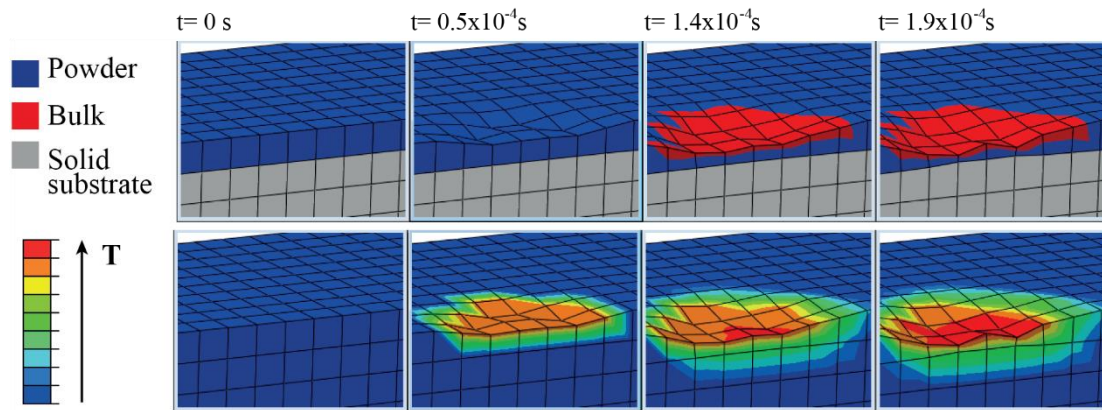 t= 0 s
t= 0.5x10⁻⁴s
t= 1.4x10⁻⁴s
t= 1.9x10⁻⁴s
Powder
Bulk
Solid
substrate
T